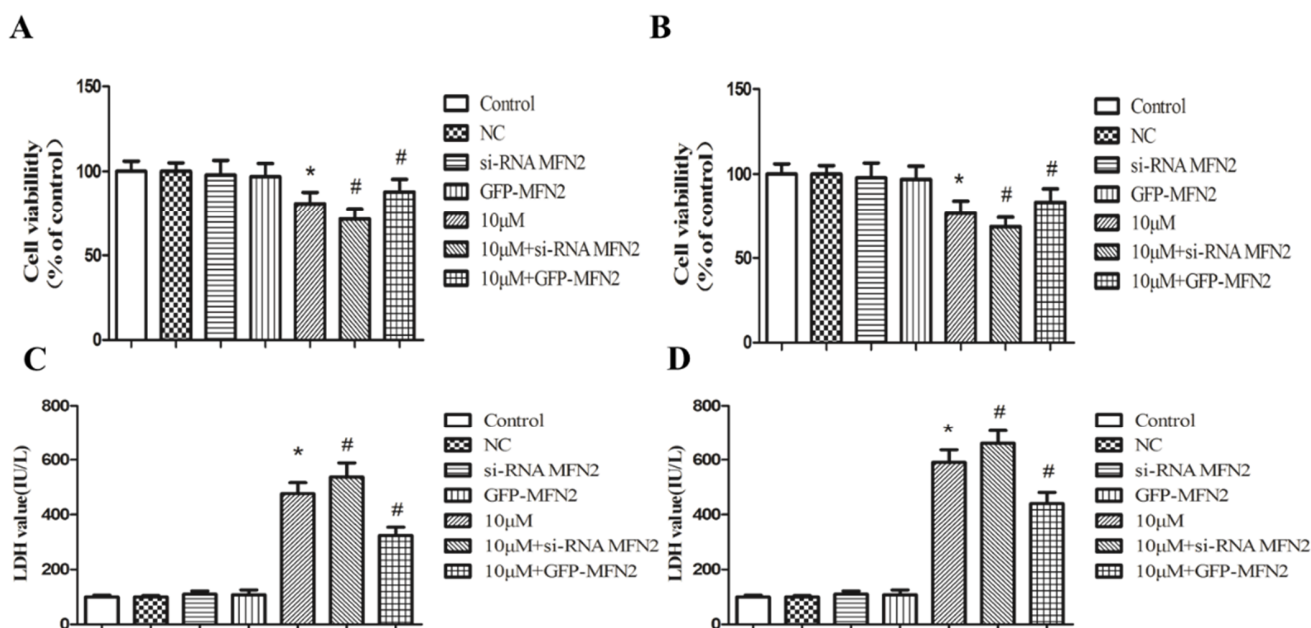 A
Cell viabillitly
(% of control)
150
100
50
0
*
#
#
Control
NC
si-RNA MFN2
GFP-MFN2
10μM
10μM+si-RNA MFN2
10μM+GFP-MFN2
B
Cell viabillitly
(% of control)
150
100
50
0
*
#
#
Control
NC
si-RNA MFN2
GFP-MFN2
10μM
10μM+si-RNA MFN2
10μM+GFP-MFN2
C
LDH value(IU/L)
800
600
400
200
0
*
#
#
Control
NC
si-RNA MFN2
GFP-MFN2
10μM
10μM+si-RNA MFN2
10μM+GFP-MFN2
D
LDH value(IU/L)
800
600
400
200
0
*
#
#
Control
NC
si-RNA MFN2
GFP-MFN2
10μM
10μM+si-RNA MFN2
10μM+GFP-MFN2